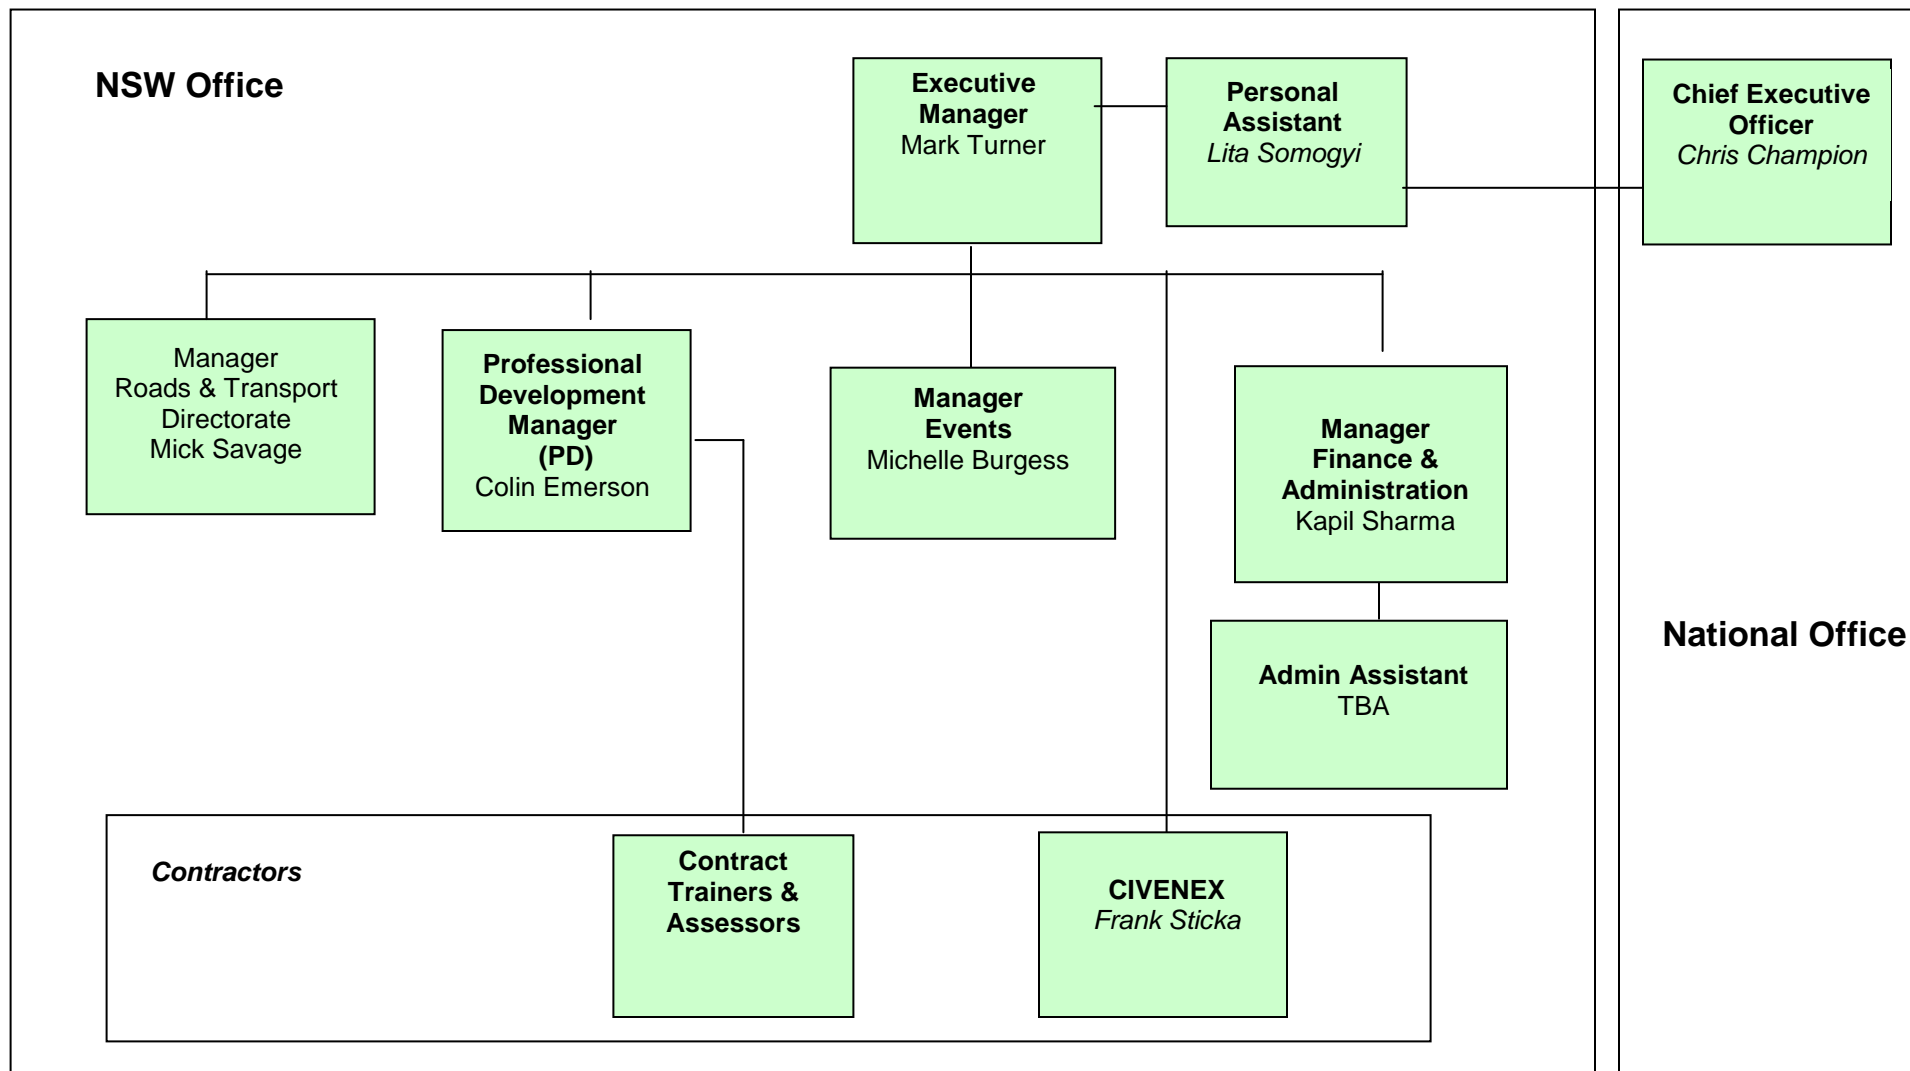 NSW Office
Executive
Manager
Mark Turner
Personal
Assistant
Lita Somogyi
Chief Executive
Officer
Chris Champion
Manager
Roads & Transport
Directorate
Mick Savage
Professional
Development
Manager
(PD)
Colin Emerson
Manager
Events
Michelle Burgess
Manager
Finance &
Administration
Kapil Sharma
Admin Assistant
TBA
National Office
Contractors
Contract
Trainers &
Assessors
CIVENEX
Frank Sticka